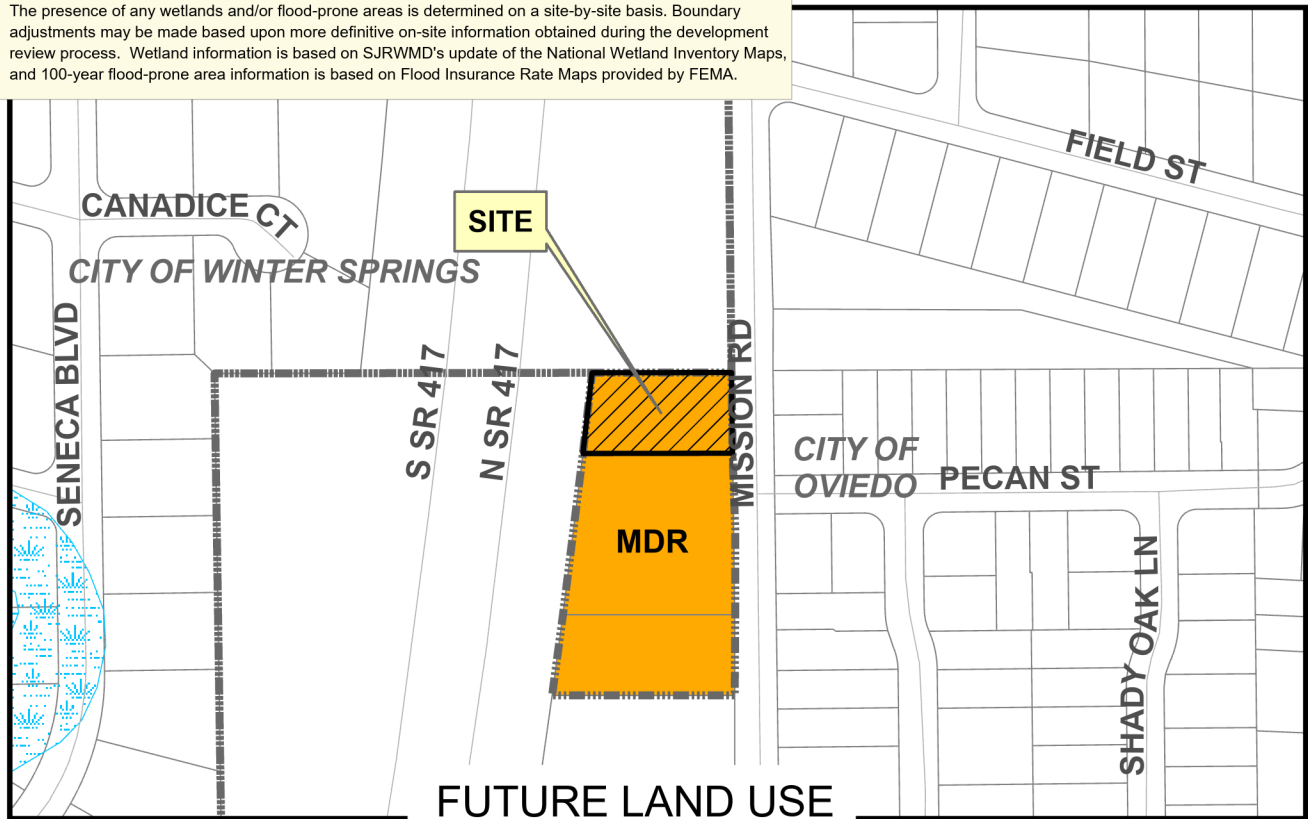 The presence of any wetlands and/or flood-prone areas is determined on a site-by-site basis. Boundary
adjustments may be made based upon more definitive on-site information obtained during the development
review process.  Wetland information is based on SJRWMD's update of the National Wetland Inventory Maps,
and 100-year flood-prone area information is based on Flood Insurance Rate Maps provided by FEMA.
FIELD ST
CANADICE CT
SITE
CITY OF WINTER SPRINGS
SENECA BLVD
S SR 417
N SR 417
MISSION RD
CITY OF
OVIEDO
PECAN ST
MDR
SHADY OAK LN
FUTURE LAND USE